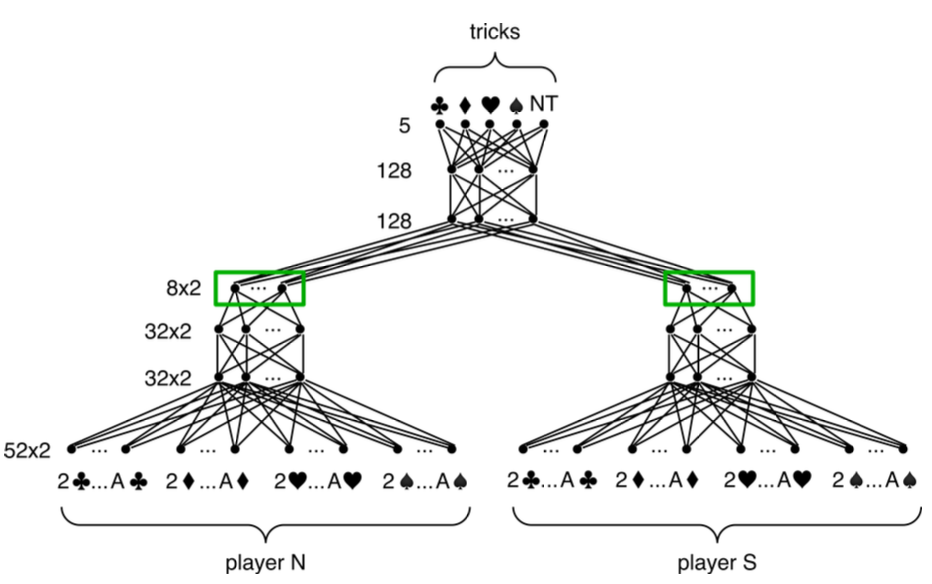 tricks
♣ ♦ ♥ ♠ NT
5
128
...
128
...
8x2 ... ...
32x2 ... ...
32x2 ... ...
52x2 ... ... ... ... ... ... ... ...
2♣...A♣ 2♦...A♦ 2♥...A♥ 2♠...A♠ 2♣...A♣ 2♦...A♦ 2♥...A♥ 2♠...A♠
player N player S